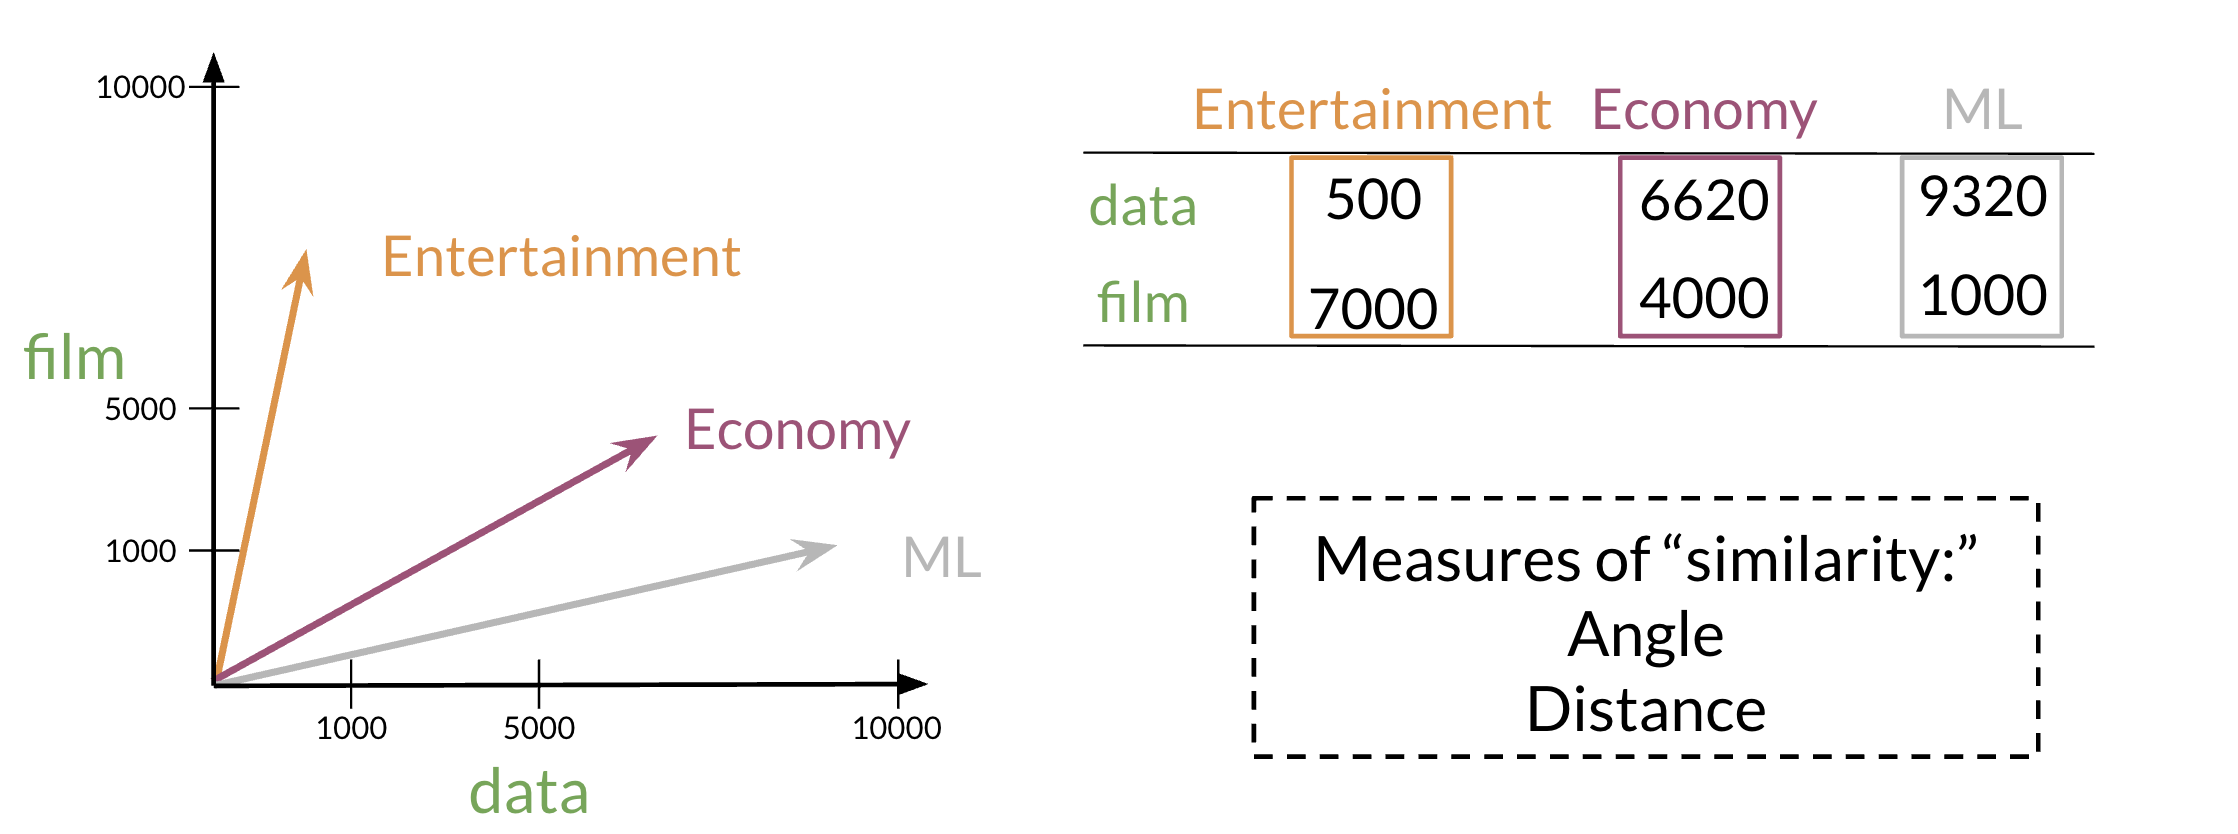 10000
Entertainment
film
5000
Economy
1000
ML
1000 5000 10000
data
Entertainment Economy ML
data 500 6620 9320
film 7000 4000 1000
Measures of “similarity:”
Angle
Distance